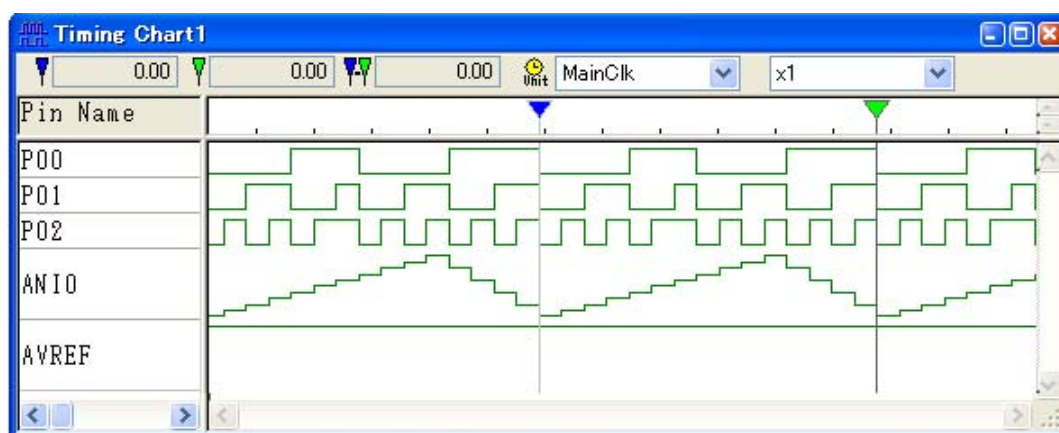 Timing Chart1
0.00 0.00 0.00 Unit MainClk x1
Pin Name
P00
P01
P02
ANI0
AVREF